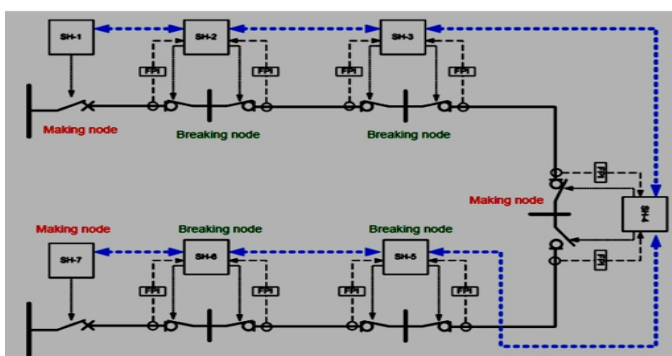 SH-1
SH-2
SH-3
FPI
FPI
FPI
FPI
Making node
Breaking node
Breaking node
FPI
Making node
SH-4
Making node
Breaking node
Breaking node
SH-7
SH-6
SH-5
FPI
FPI
FPI
FPI
FPI